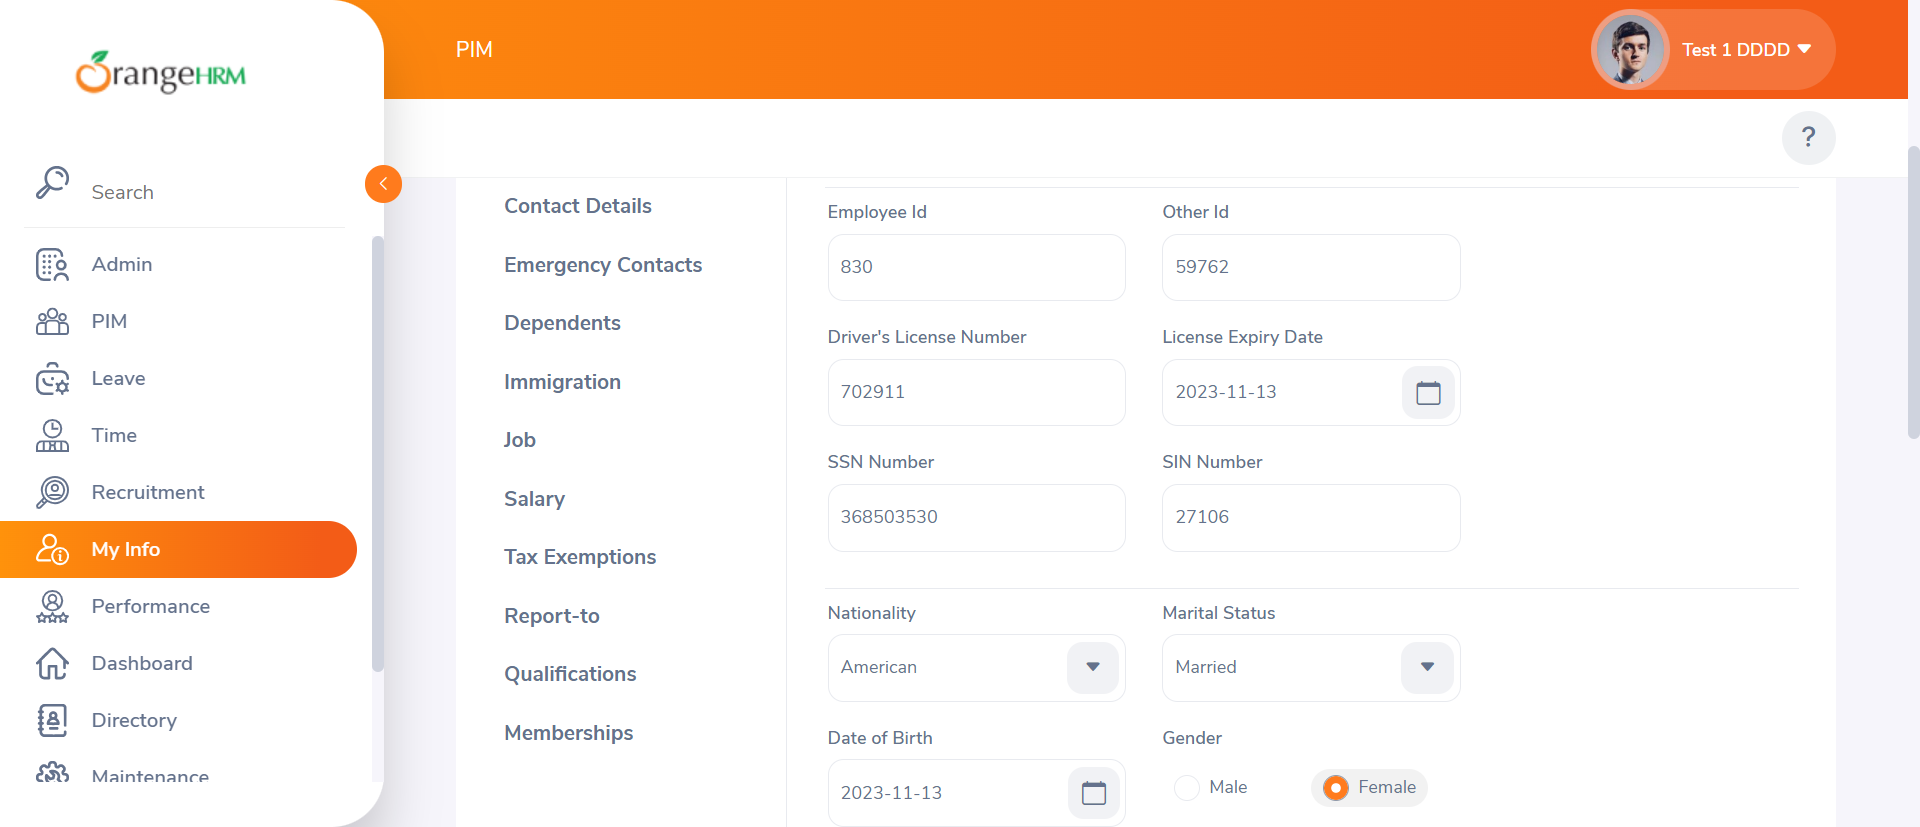 OrangeHRM
PIM
Test 1 DDDD
?
Search
Admin
PIM
Leave
Time
Recruitment
My Info
Performance
Dashboard
Directory
Maintenance
Contact Details
Emergency Contacts
Dependents
Immigration
Job
Salary
Tax Exemptions
Report-to
Qualifications
Memberships
Employee Id
830
Other Id
59762
Driver's License Number
702911
License Expiry Date
2023-11-13
SSN Number
368503530
SIN Number
27106
Nationality
American
Marital Status
Married
Date of Birth
2023-11-13
Gender
Male
Female